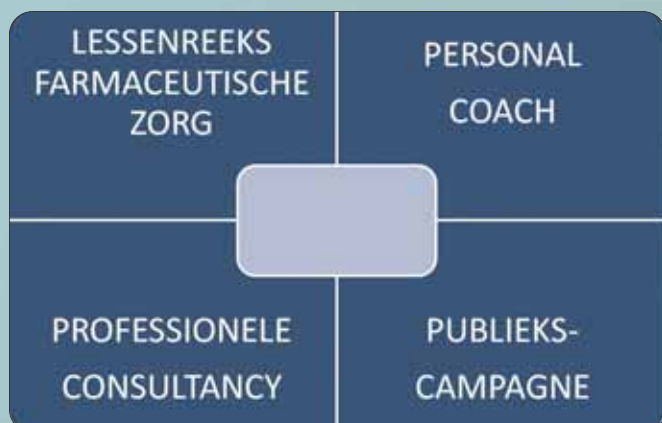 LESSENREEKS
FARMACEUTISCHE
ZORG
PERSONAL
COACH
PROFESSIONELE
CONSULTANCY
PUBLIEKS-
CAMPAGNE